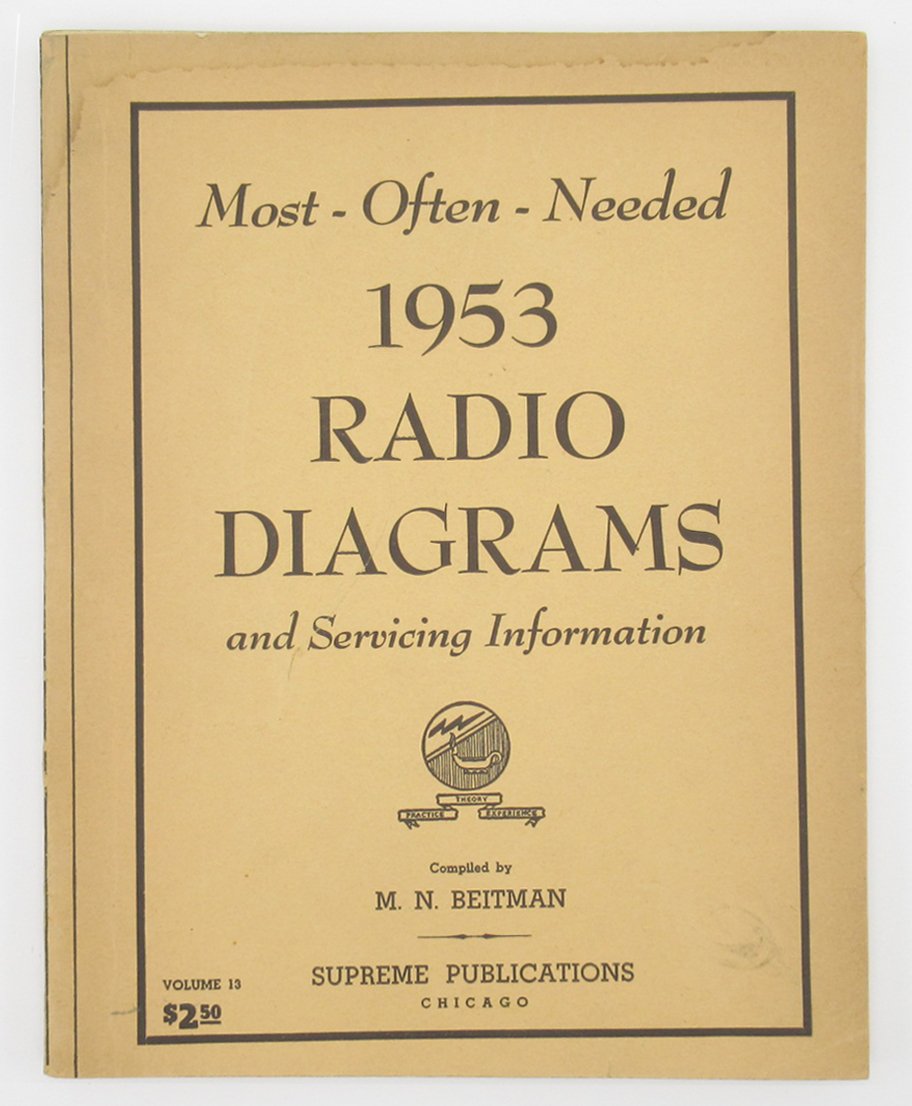 Most - Often - Needed
1953
RADIO
DIAGRAMS
and Servicing Information
THEORY
PRACTICE EXPERIENCE
Compiled by
M. N. BEITMAN
SUPREME PUBLICATIONS
CHICAGO
VOLUME 13
$2.50